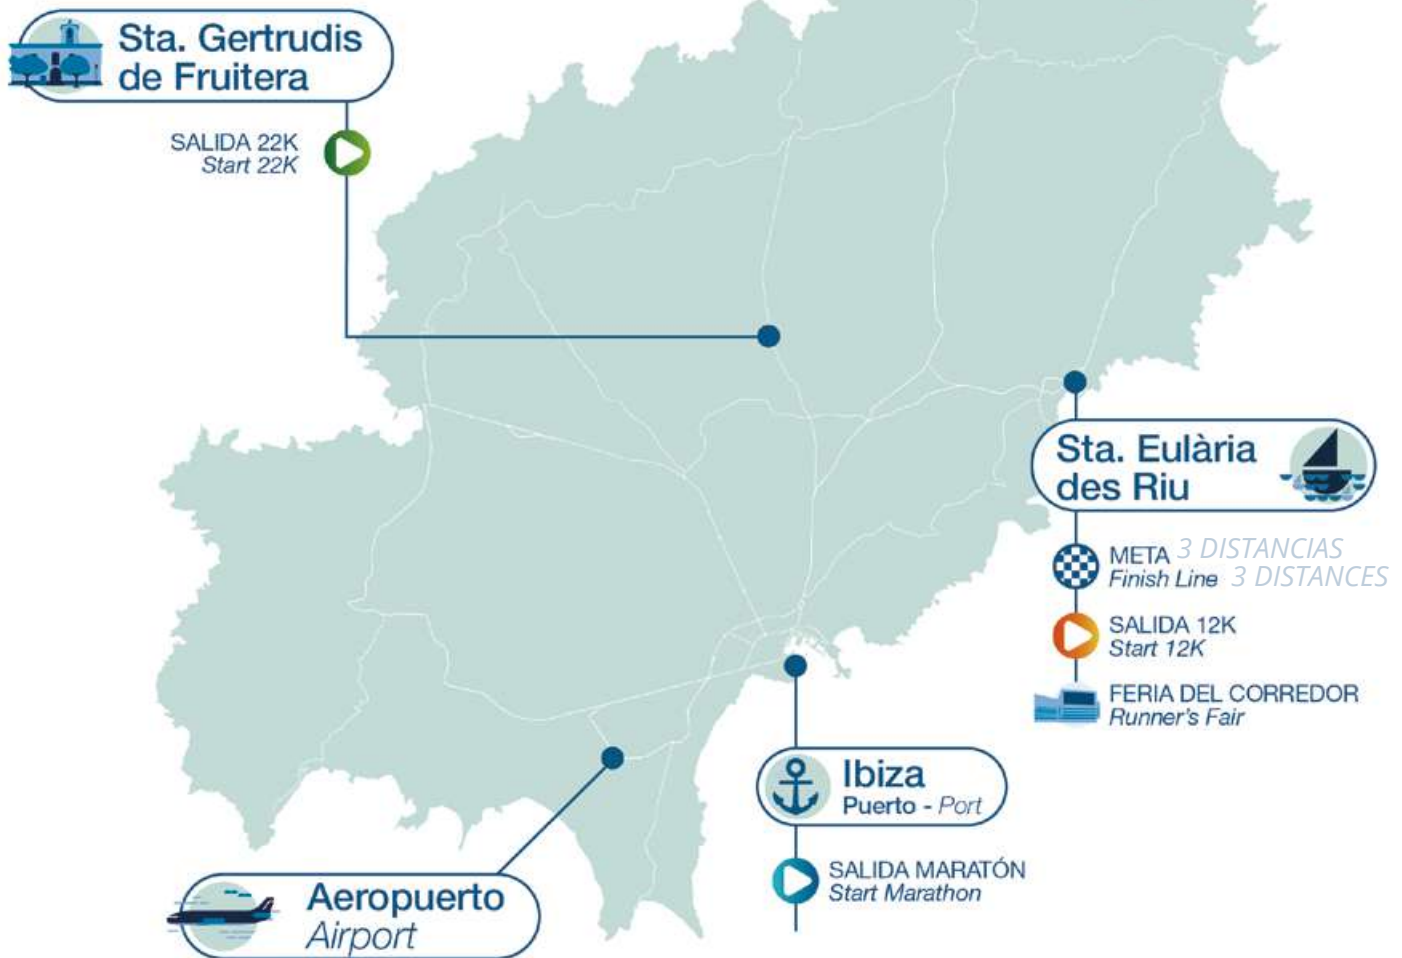 Sta. Gertrudis
de Fruitera
SALIDA 22K
Start 22K
Sta. Eulària
des Riu
META 3 DISTANCIAS
Finish Line 3 DISTANCES
SALIDA 12K
Start 12K
FERIA DEL CORREDOR
Runner's Fair
Ibiza
Puerto - Port
SALIDA MARATÓN
Start Marathon
Aeropuerto
Airport